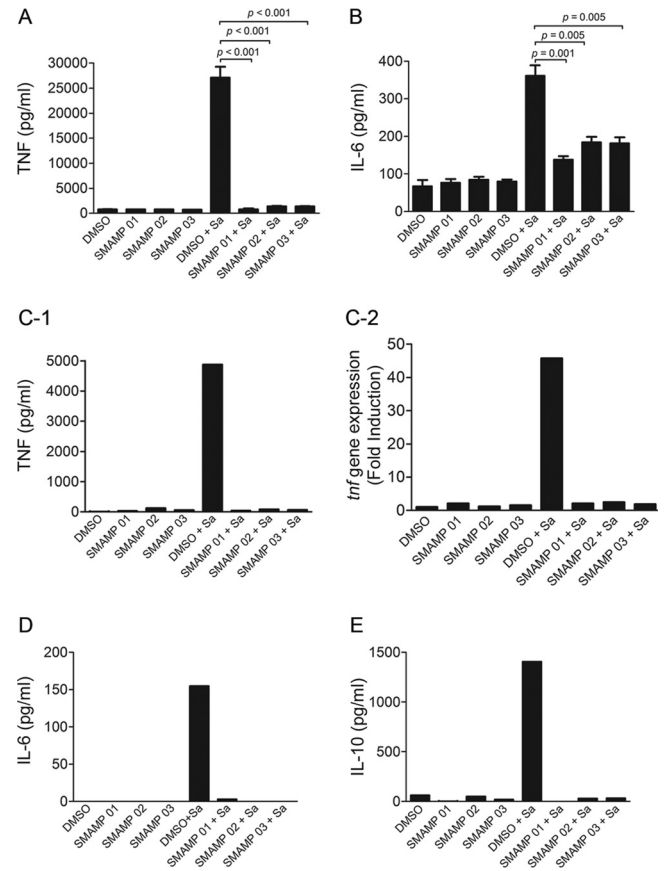 A
p < 0.001
p < 0.001
p < 0.001
TNF (pg/ml)
30000
25000
20000
15000
10000
5000
0
DMSO
SMAMP 01
SMAMP 02
SMAMP 03
DMSO + Sa
SMAMP 01 + Sa
SMAMP 02 + Sa
SMAMP 03 + Sa
B
p = 0.005
p = 0.005
p = 0.001
IL-6 (pg/ml)
400
300
200
100
0
DMSO
SMAMP 01
SMAMP 02
SMAMP 03
DMSO + Sa
SMAMP 01 + Sa
SMAMP 02 + Sa
SMAMP 03 + Sa
C-1
TNF (pg/ml)
5000
4000
3000
2000
1000
0
DMSO
SMAMP 01
SMAMP 02
SMAMP 03
DMSO + Sa
SMAMP 01 + Sa
SMAMP 02 + Sa
SMAMP 03 + Sa
C-2
tnf gene expression
(Fold Induction)
50
40
30
20
10
0
DMSO
SMAMP 01
SMAMP 02
SMAMP 03
DMSO + Sa
SMAMP 01 + Sa
SMAMP 02 + Sa
SMAMP 03 + Sa
D
IL-6 (pg/ml)
200
150
100
50
0
DMSO
SMAMP 01
SMAMP 02
SMAMP 03
DMSO+Sa
SMAMP 01 + Sa
SMAMP 02 + Sa
SMAMP 03 + Sa
E
IL-10 (pg/ml)
1500
1000
500
0
DMSO
SMAMP 01
SMAMP 02
SMAMP 03
DMSO + Sa
SMAMP 01 + Sa
SMAMP 02 + Sa
SMAMP 03 + Sa